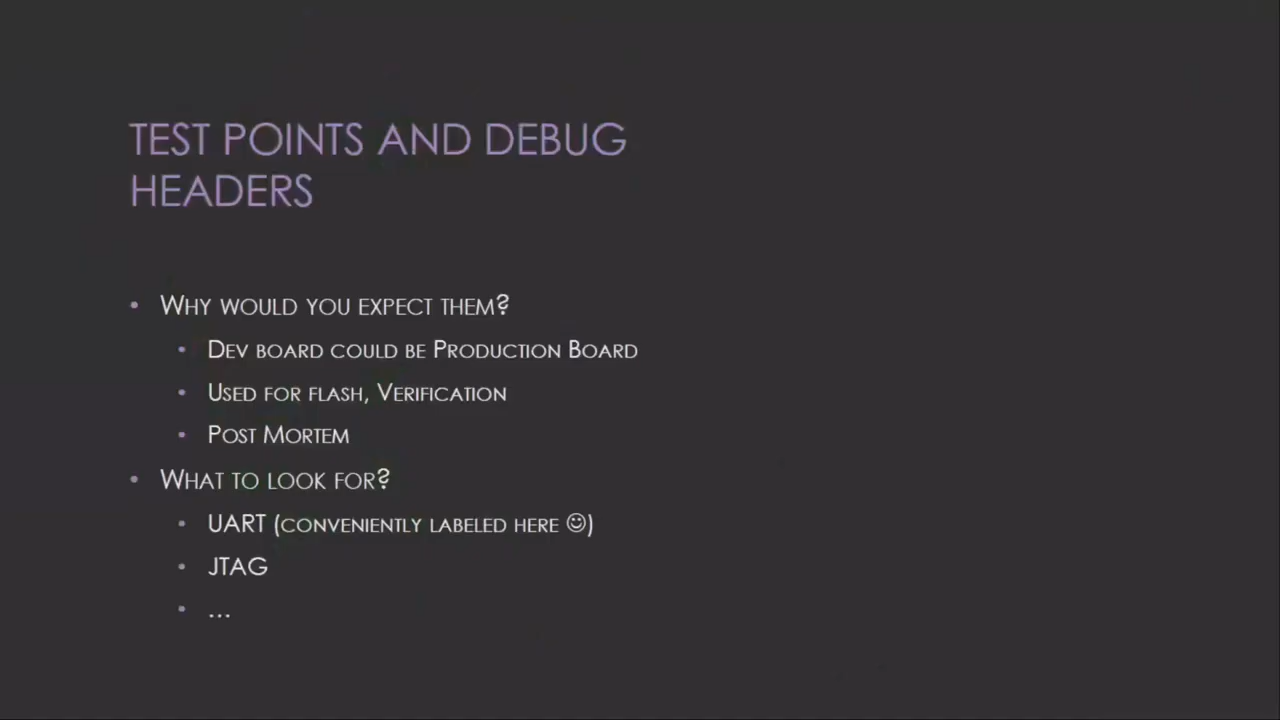 TEST POINTS AND DEBUG
HEADERS
• WHY WOULD YOU EXPECT THEM?
• DEV BOARD COULD BE PRODUCTION BOARD
• USED FOR FLASH, VERIFICATION
• POST MORTEM
• WHAT TO LOOK FOR?
• UART (CONVENIENTLY LABELED HERE ☺)
• JTAG
• ...